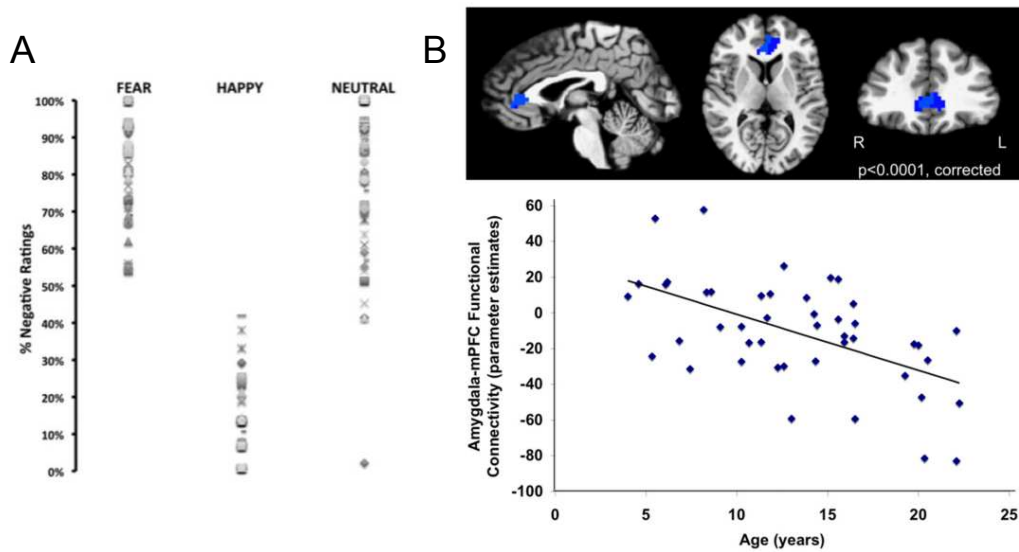 A
FEAR HAPPY NEUTRAL
100%
90%
80%
70%
60%
50%
40%
30%
20%
10%
0%
% Negative Ratings
B
R L
p<0.0001, corrected
60
40
20
0
-20
-40
-60
-80
-100
Amygdala-mPFC Functional
Connectivity (parameter estimates)
0 5 10 15 20 25
Age (years)